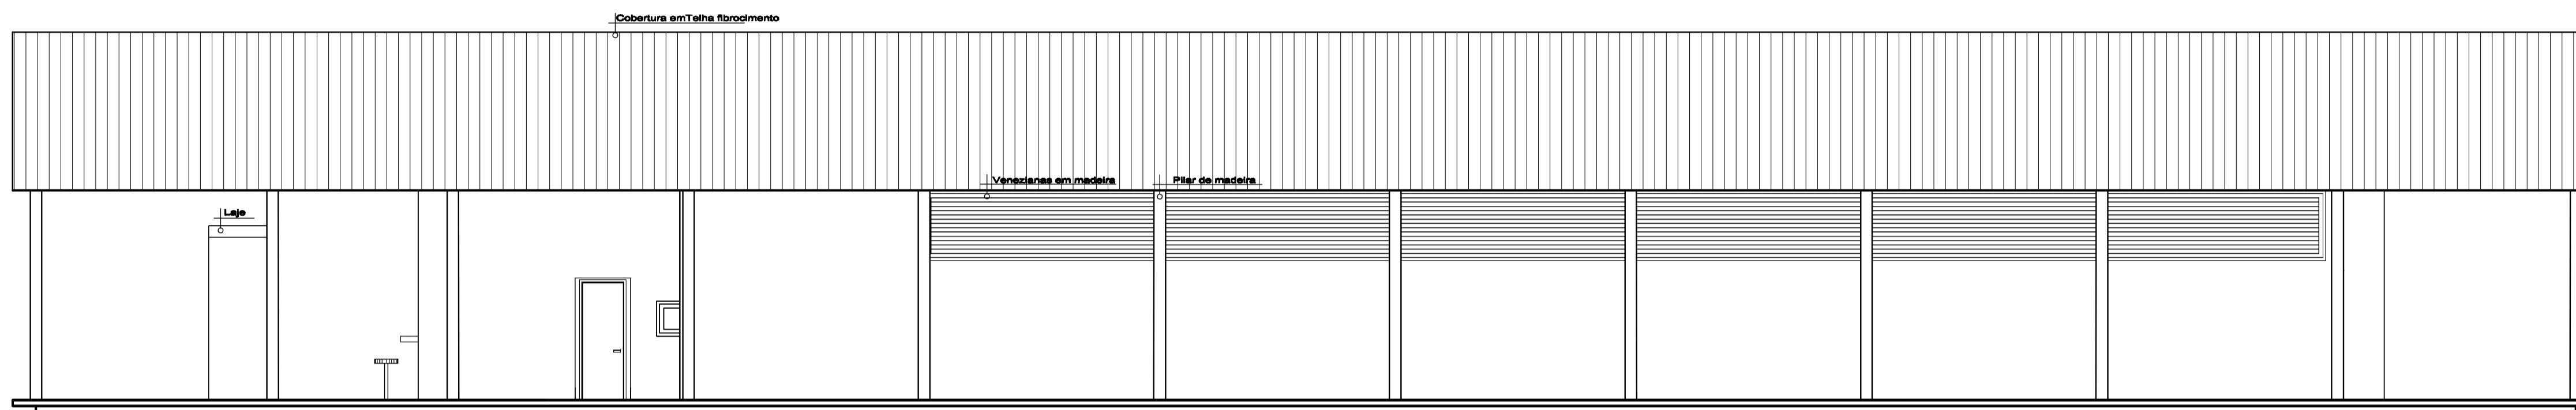 Cobertura emTelha fibrocimento
Venezianas em madeira
Pilar de madeira
Laje